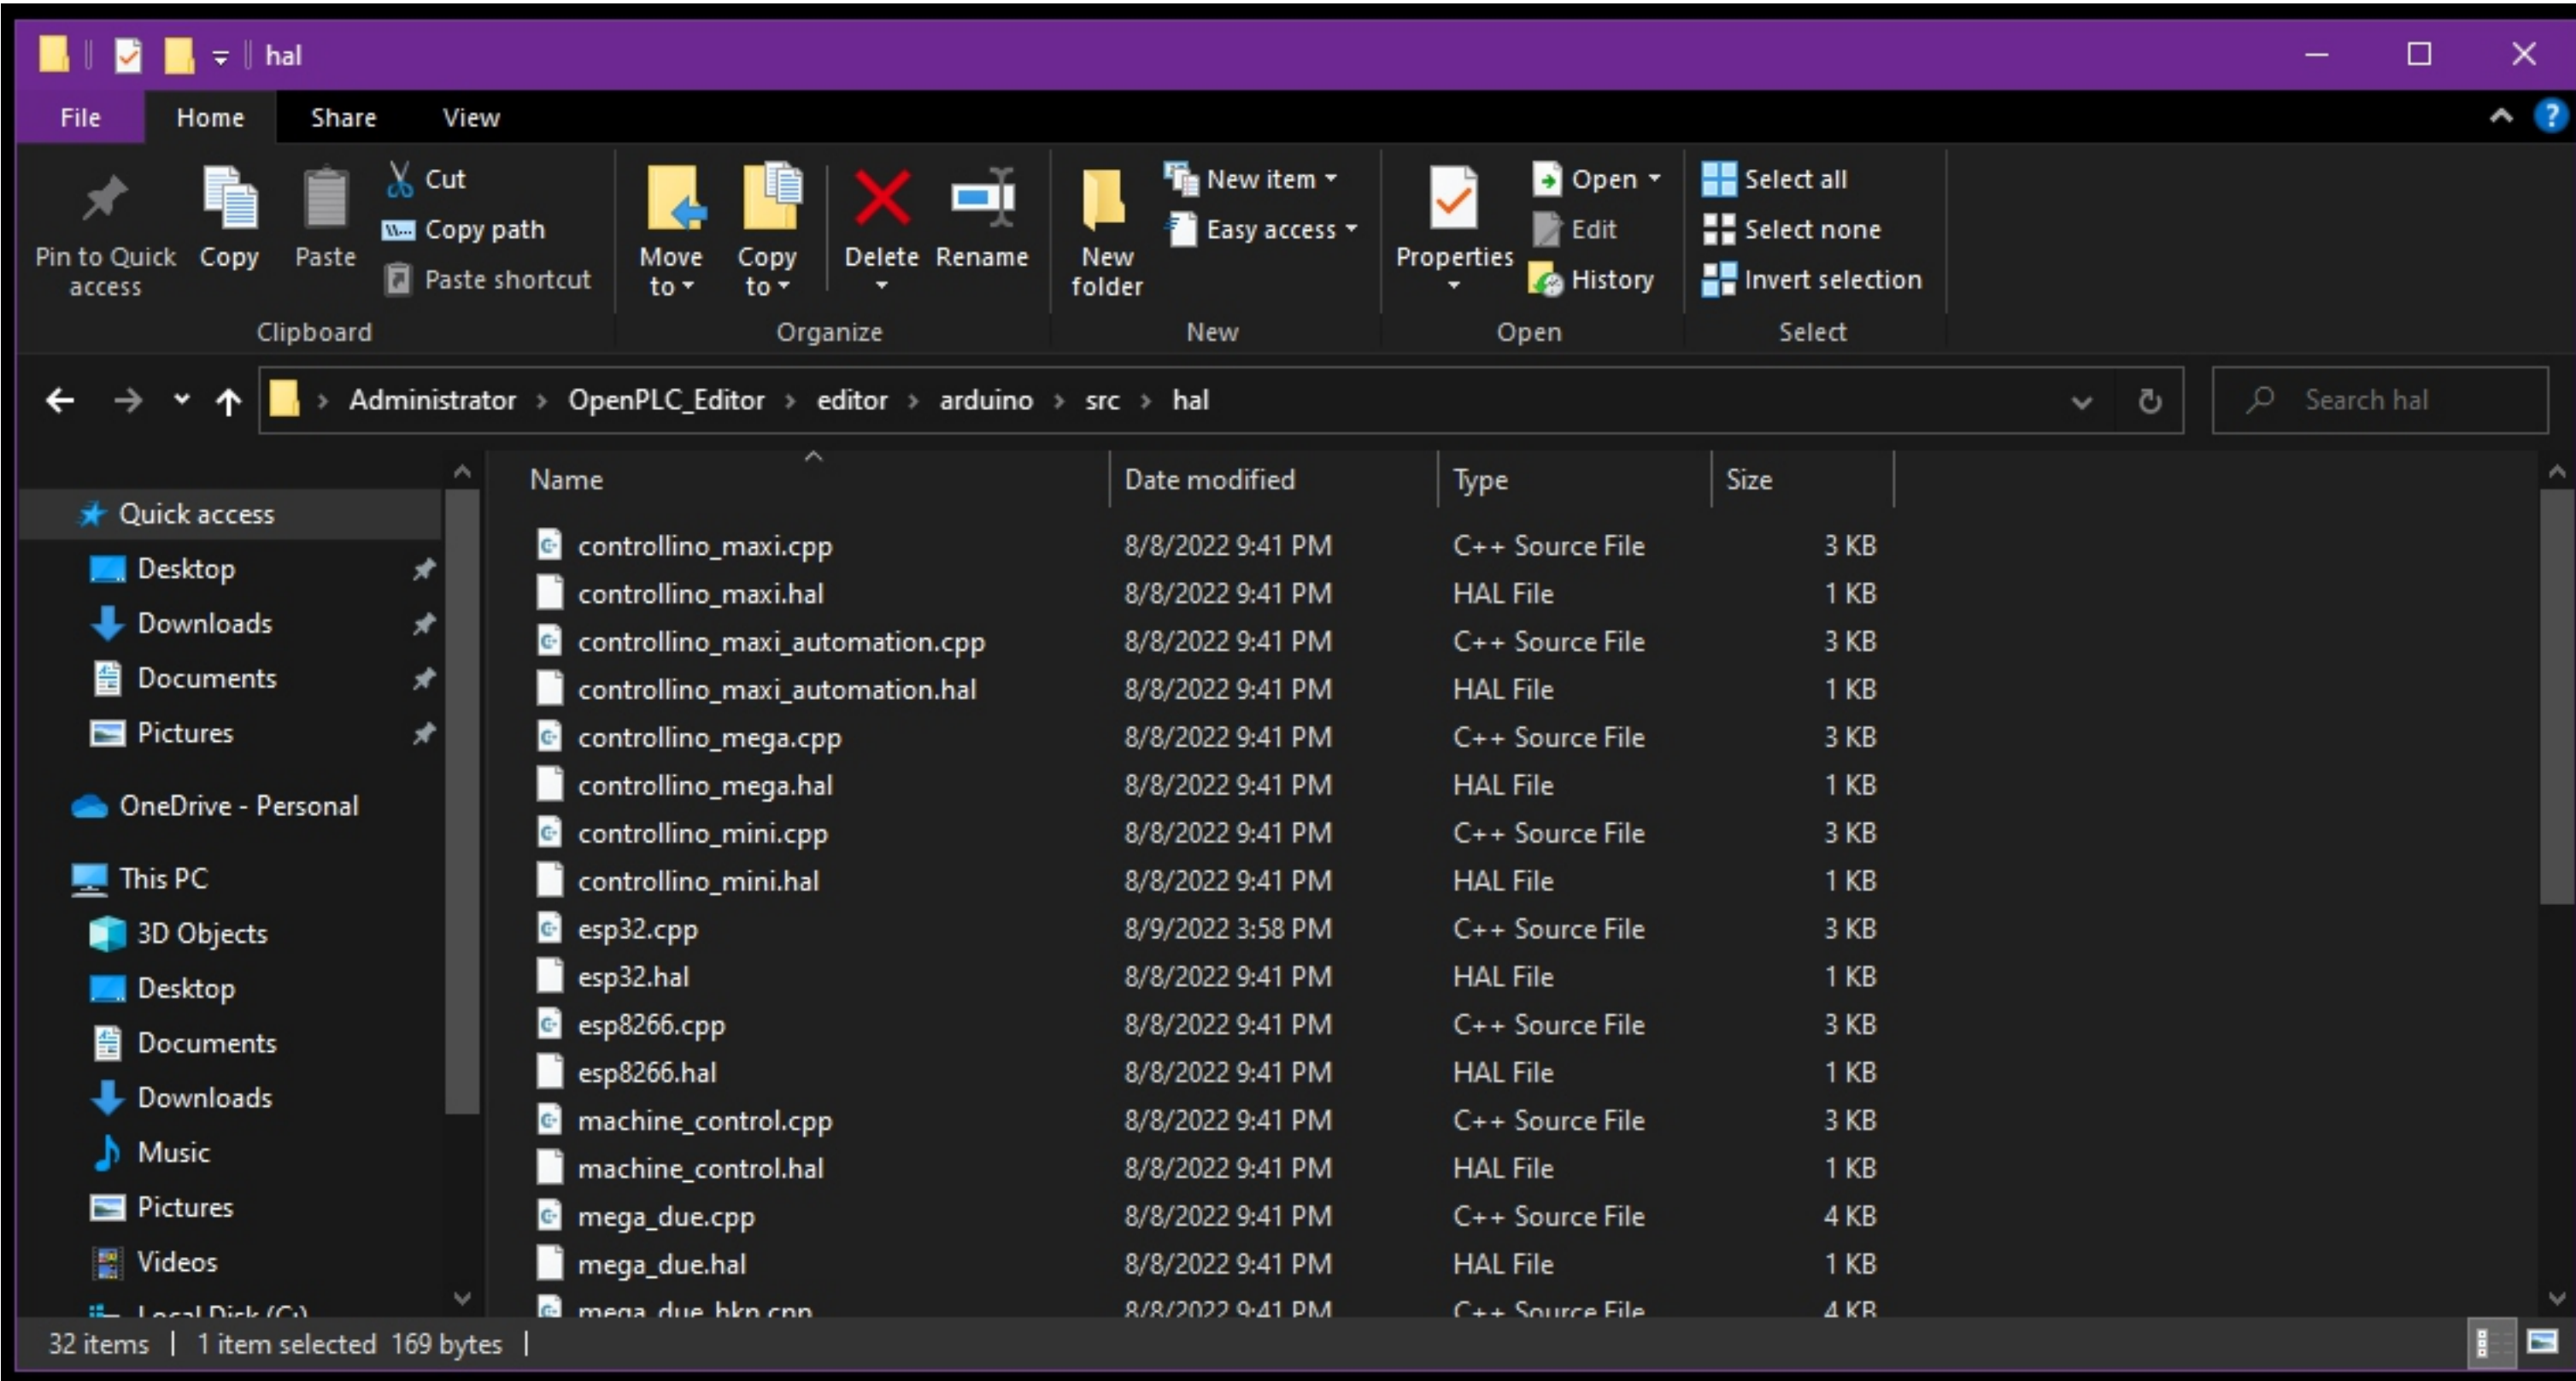 hal
File Home Share View
Pin to Quick access
Copy
Paste
Cut
Copy path
Paste shortcut
Clipboard
Move to
Copy to
Delete
Rename
Organize
New folder
New item
Easy access
New
Properties
Open
Edit
History
Open
Select all
Select none
Invert selection
Select
Administrator > OpenPLC_Editor > editor > arduino > src > hal
Search hal
Quick access
Desktop
Downloads
Documents
Pictures
OneDrive - Personal
This PC
3D Objects
Desktop
Documents
Downloads
Music
Pictures
Videos
Local Disk (C:)
Name Date modified Type Size
controllino_maxi.cpp 8/8/2022 9:41 PM C++ Source File 3 KB
controllino_maxi.hal 8/8/2022 9:41 PM HAL File 1 KB
controllino_maxi_automation.cpp 8/8/2022 9:41 PM C++ Source File 3 KB
controllino_maxi_automation.hal 8/8/2022 9:41 PM HAL File 1 KB
controllino_mega.cpp 8/8/2022 9:41 PM C++ Source File 3 KB
controllino_mega.hal 8/8/2022 9:41 PM HAL File 1 KB
controllino_mini.cpp 8/8/2022 9:41 PM C++ Source File 3 KB
controllino_mini.hal 8/8/2022 9:41 PM HAL File 1 KB
esp32.cpp 8/9/2022 3:58 PM C++ Source File 3 KB
esp32.hal 8/8/2022 9:41 PM HAL File 1 KB
esp8266.cpp 8/8/2022 9:41 PM C++ Source File 3 KB
esp8266.hal 8/8/2022 9:41 PM HAL File 1 KB
machine_control.cpp 8/8/2022 9:41 PM C++ Source File 3 KB
machine_control.hal 8/8/2022 9:41 PM HAL File 1 KB
mega_due.cpp 8/8/2022 9:41 PM C++ Source File 4 KB
mega_due.hal 8/8/2022 9:41 PM HAL File 1 KB
mega_due_bkp.cpp 8/8/2022 9:41 PM C++ Source File 4 KB
32 items | 1 item selected 169 bytes |